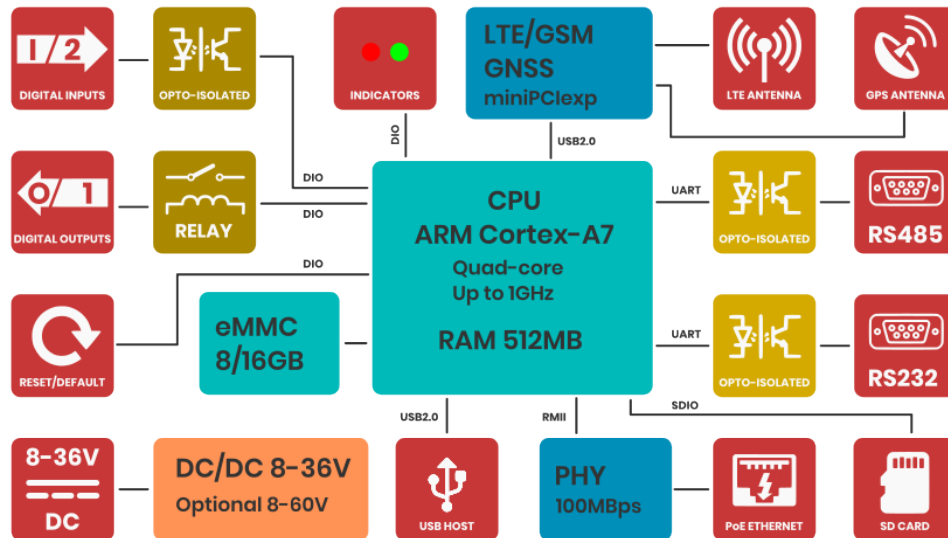 1/2
DIGITAL INPUTS
OPTO-ISOLATED
INDICATORS
LTE/GSM
GNSS
miniPCIexp
LTE ANTENNA
GPS ANTENNA
DIO
USB2.0
0/1
DIGITAL OUTPUTS
RELAY
DIO
DIO
CPU
ARM Cortex-A7
Quad-core
Up to 1GHz
RAM 512MB
UART
OPTO-ISOLATED
RS485
DIO
RESET/DEFAULT
eMMC
8/16GB
UART
OPTO-ISOLATED
RS232
USB2.0
RMII
SDIO
8-36V
DC
DC/DC 8-36V
Optional 8-60V
USB HOST
PHY
100MBps
PoE ETHERNET
SD CARD